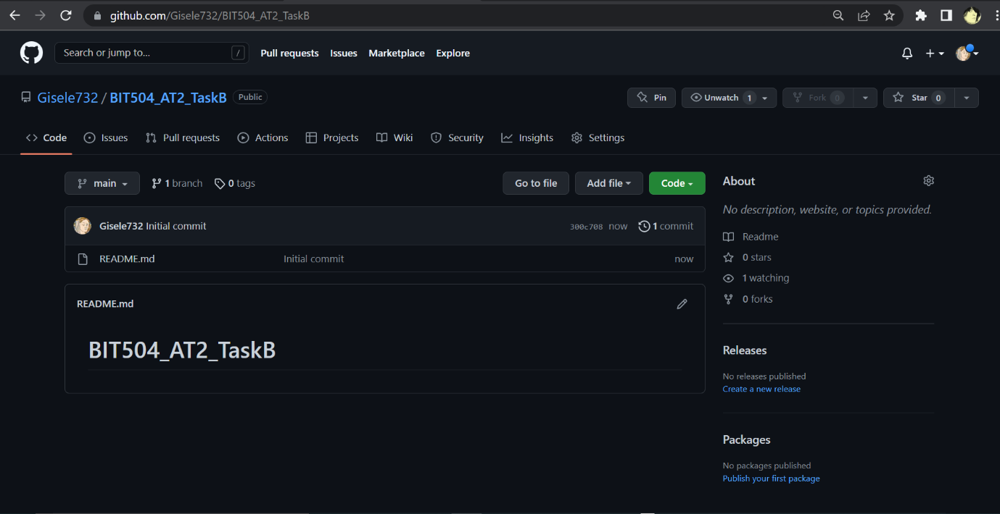 github.com/Gisele732/BIT504_AT2_TaskB
Search or jump to... / Pull requests Issues Marketplace Explore
Gisele732 / BIT504_AT2_TaskB Public Pin Unwatch 1 Fork 0 Star 0
Code Issues Pull requests Actions Projects Wiki Security Insights Settings
main 1 branch 0 tags Go to file Add file Code
Gisele732 Initial commit 300c708 now 1 commit
README.md Initial commit now
README.md
BIT504_AT2_TaskB
About
No description, website, or topics provided.
Readme
0 stars
1 watching
0 forks
Releases
No releases published
Create a new release
Packages
No packages published
Publish your first package